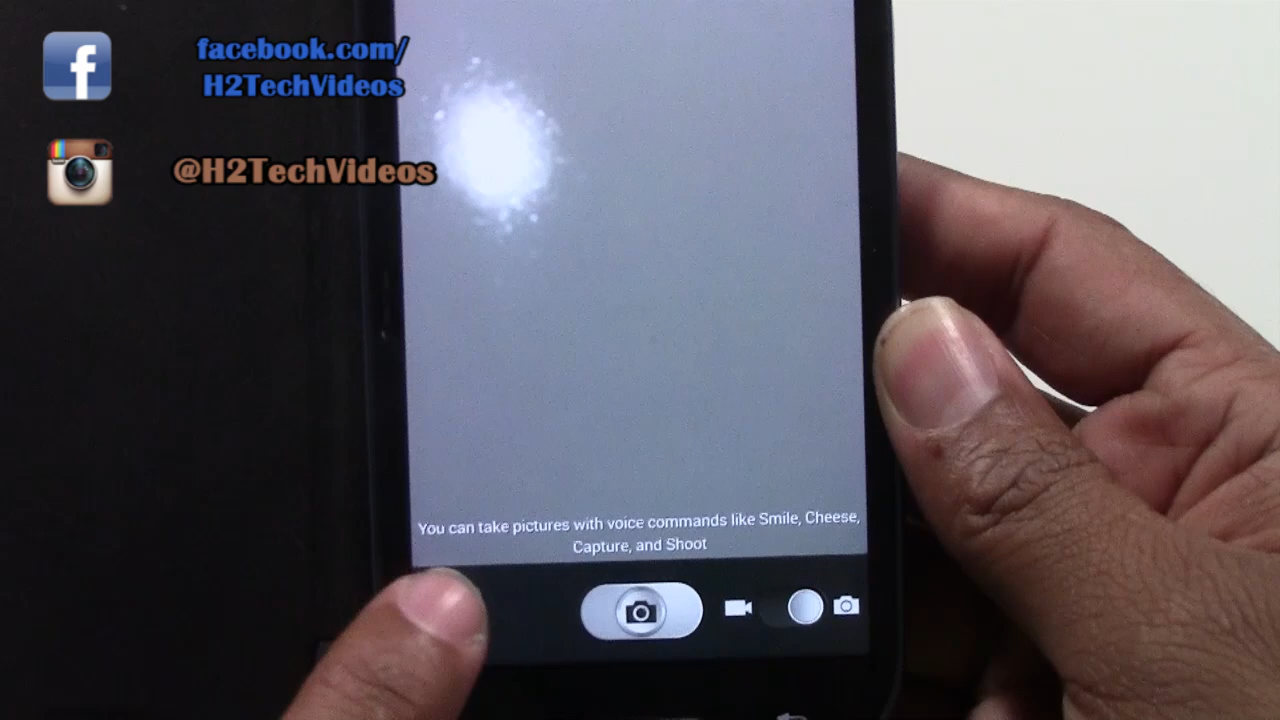 facebook.com/
H2TechVideos
@H2TechVideos
You can take pictures with voice commands like Smile, Cheese,
Capture, and Shoot